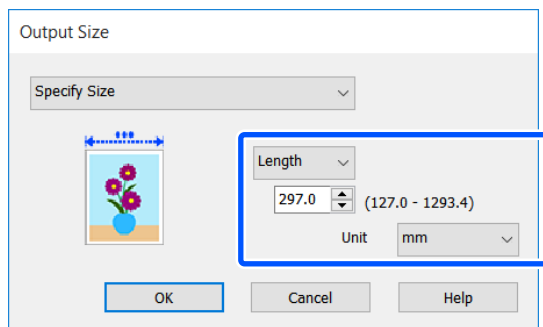 Output Size
Specify Size
Length
297.0 (127.0 - 1293.4)
Unit mm
OK Cancel Help